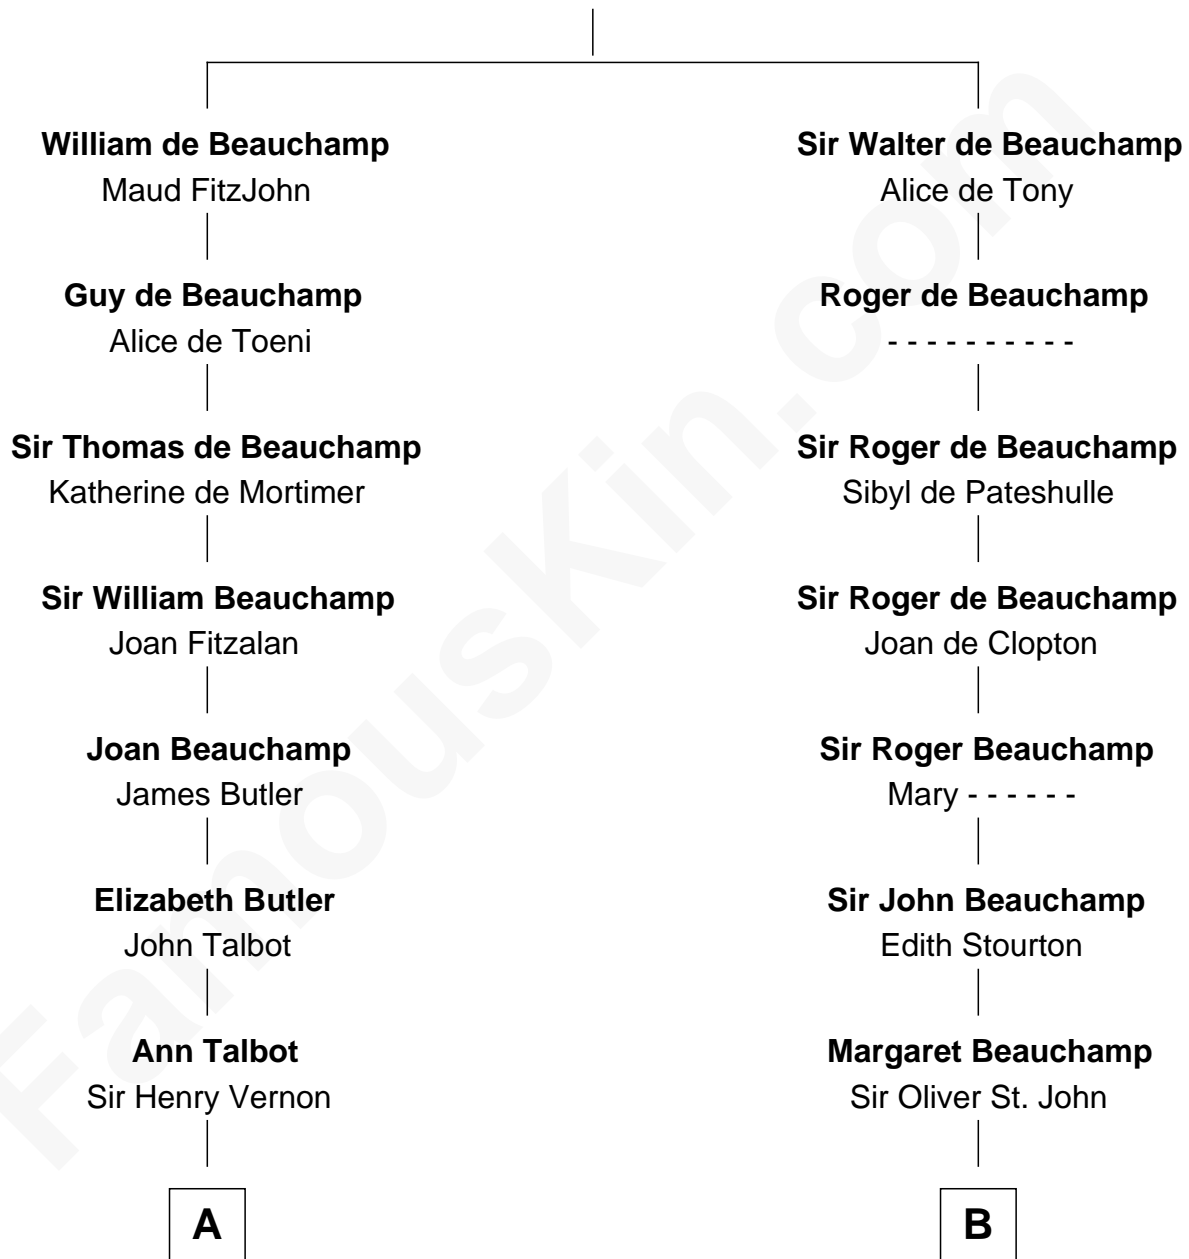 William de Beauchamp
Maud FitzJohn
Guy de Beauchamp
Alice de Toeni
Sir Thomas de Beauchamp
Katherine de Mortimer
Sir William Beauchamp
Joan Fitzalan
Joan Beauchamp
James Butler
Elizabeth Butler
John Talbot
Ann Talbot
Sir Henry Vernon
A
Sir Walter de Beauchamp
Alice de Tony
Roger de Beauchamp
- - - - - - - - - -
Sir Roger de Beauchamp
Sibyl de Pateshulle
Sir Roger de Beauchamp
Joan de Clopton
Sir Roger Beauchamp
Mary - - - - - -
Sir John Beauchamp
Edith Stourton
Margaret Beauchamp
Sir Oliver St. John
B
FamousKin.com